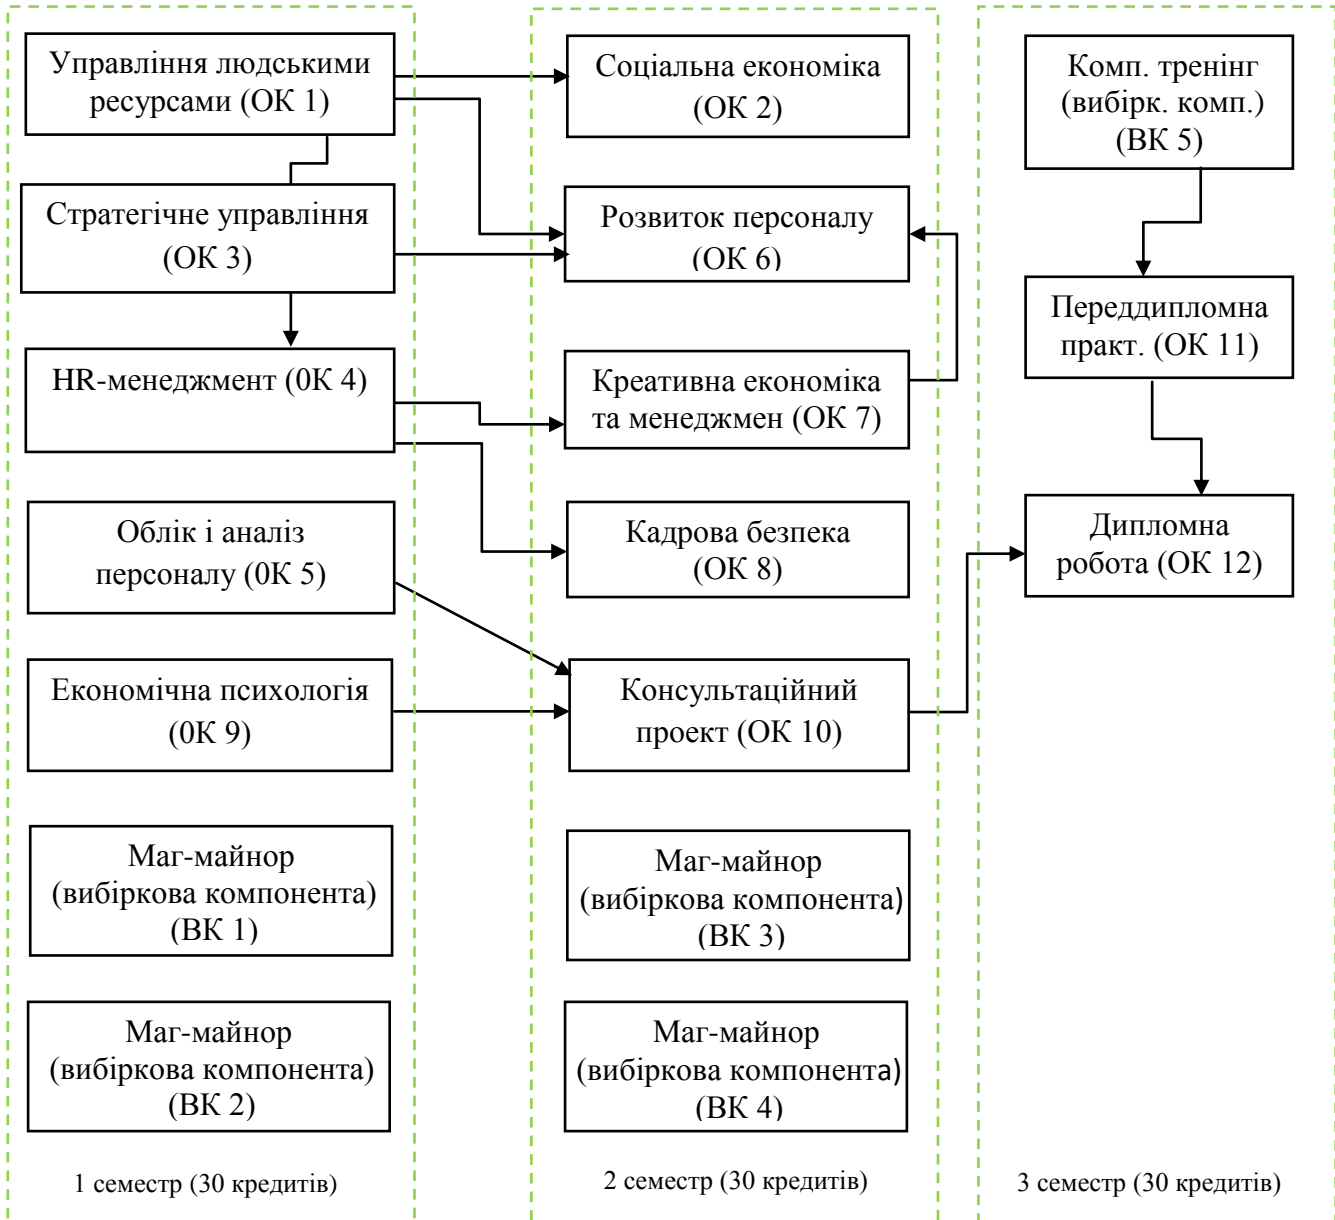 Управління людськими
ресурсами (ОК 1)
Стратегічне управління
(ОК 3)
HR-менеджмент (0К 4)
Облік і аналіз
персоналу (0К 5)
Економічна психологія
(0К 9)
Маг-майнор
(вибіркова компонента)
(ВК 1)
Маг-майнор
(вибіркова компонента)
(ВК 2)
1 семестр (30 кредитів)
Соціальна економіка
(ОК 2)
Розвиток персоналу
(ОК 6)
Креативна економіка
та менеджмен (ОК 7)
Кадрова безпека
(ОК 8)
Консультаційний
проект (ОК 10)
Маг-майнор
(вибіркова компонента)
(ВК 3)
Маг-майнор
(вибіркова компонента)
(ВК 4)
2 семестр (30 кредитів)
Комп. тренінг
(вибірк. комп.)
(ВК 5)
Переддипломна
практ. (ОК 11)
Дипломна
робота (ОК 12)
3 семестр (30 кредитів)